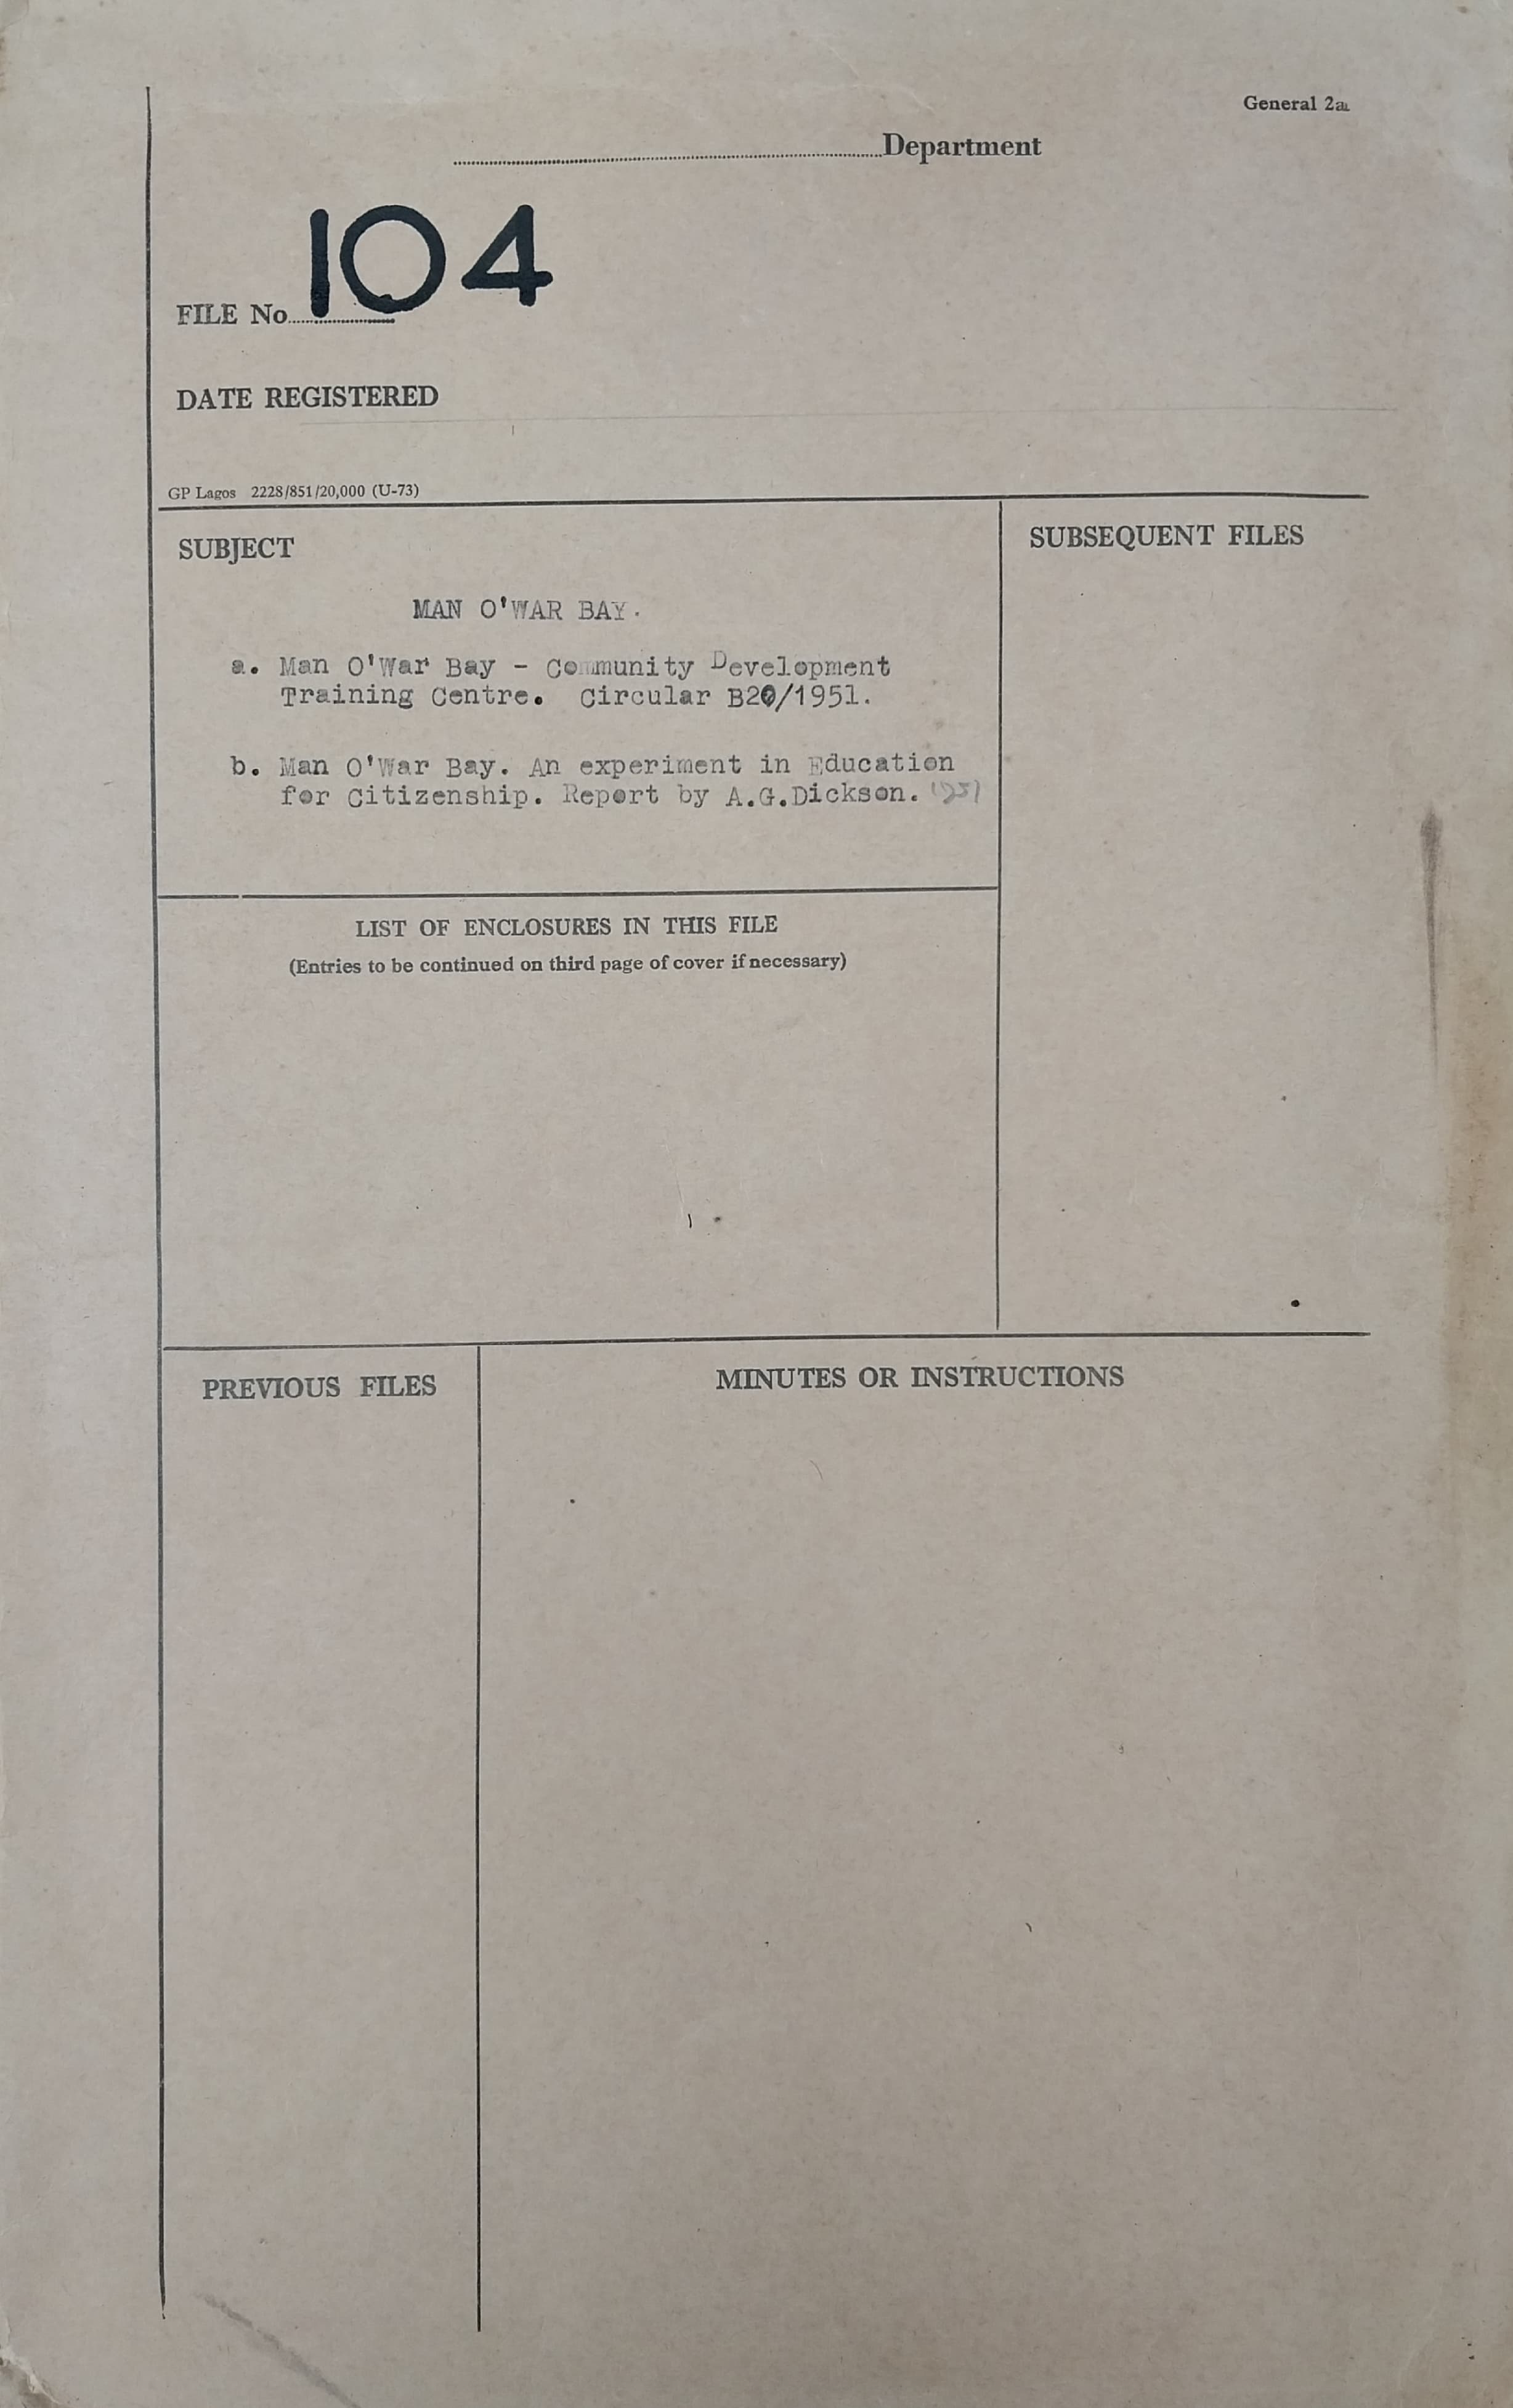 General 2a
Department
104
FILE No
DATE REGISTERED
GP Lagos 2228/851/20,000 (U-73)
SUBJECT
SUBSEQUENT FILES
MAN O'WAR BAY.
a. Man O'War Bay - Community Development
Training Centre. Circular B20/1951.
b. Man O'War Bay. An experiment in Education
for Citizenship. Report by A.G.Dickson.
LIST OF ENCLOSURES IN THIS FILE
(Entries to be continued on third page of cover if necessary)
PREVIOUS FILES
MINUTES OR INSTRUCTIONS